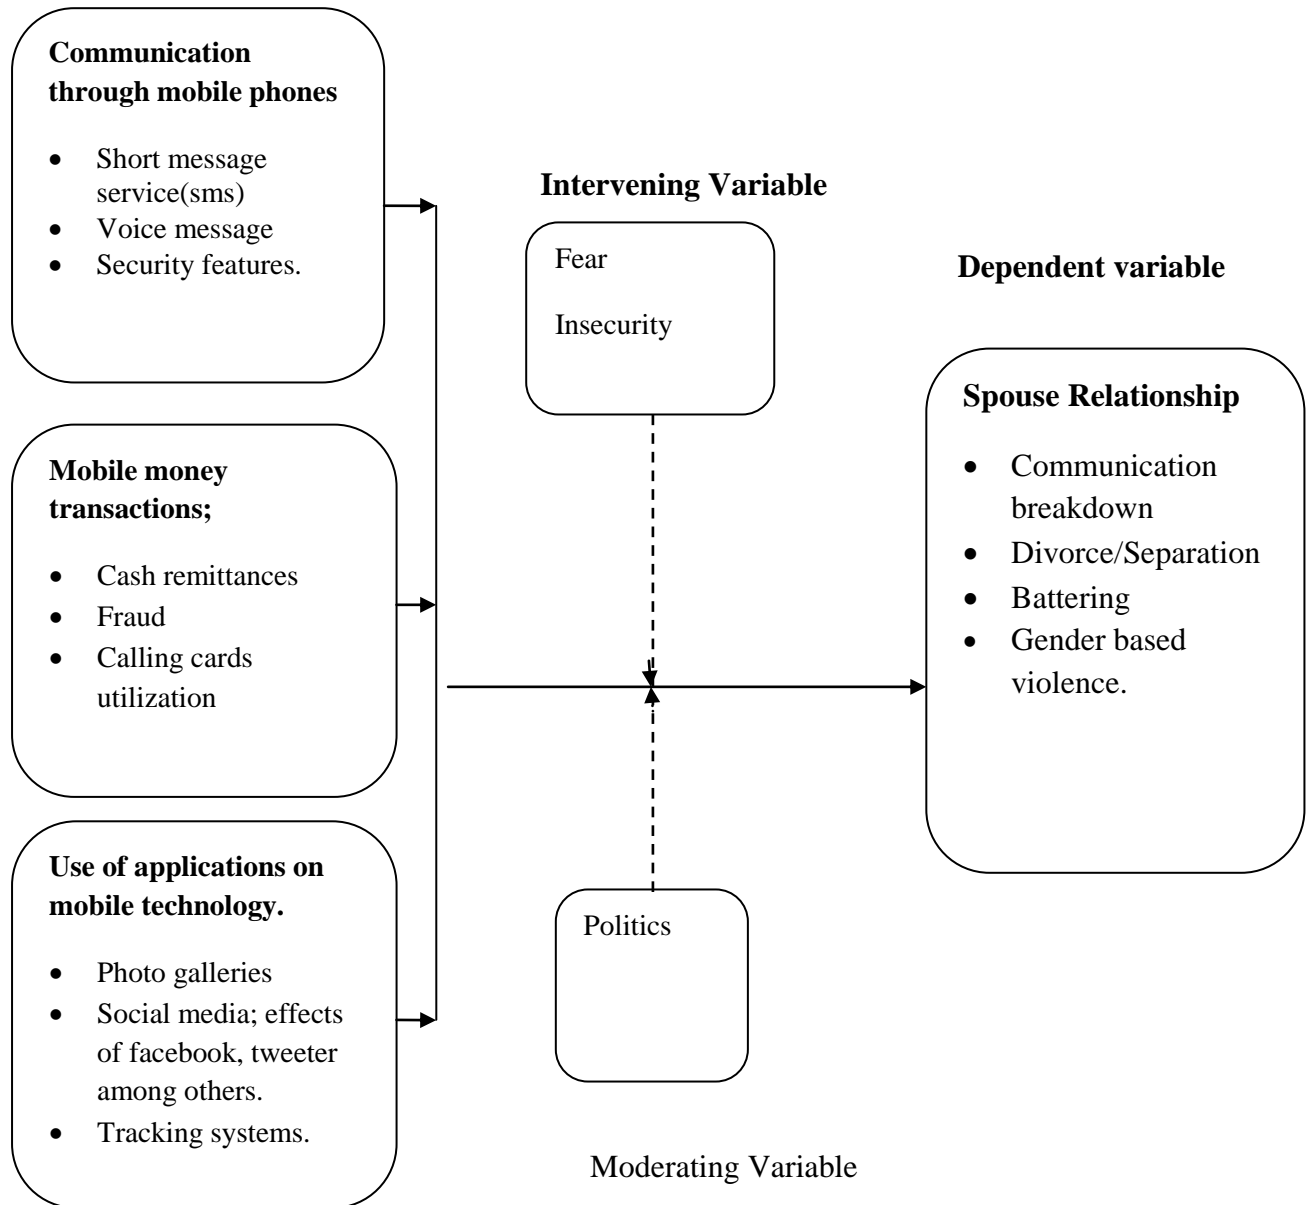 Communication
through mobile phones
• Short message
service(sms)
• Voice message
• Security features.
Mobile money
transactions;
• Cash remittances
• Fraud
• Calling cards
utilization
Use of applications on
mobile technology.
• Photo galleries
• Social media; effects
of facebook, tweeter
among others.
• Tracking systems.
Intervening Variable
Fear
Insecurity
Politics
Moderating Variable
Dependent variable
Spouse Relationship
• Communication
breakdown
• Divorce/Separation
• Battering
• Gender based
violence.